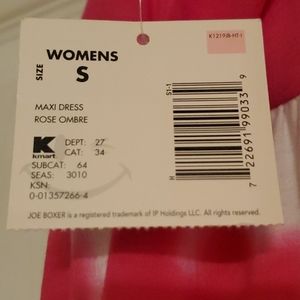 K1219JB-HT-I
SIZE
WOMENS
S
MAXI DRESS
ROSE OMBRE
K
kmart
DEPT: 27
CAT: 34
SUBCAT: 64
SEAS: 3010
KSN:
0-01357266-4
S1-1
7 22691 99033 9
JOE BOXER is a registered trademark of IP Holdings LLC. All rights reserved.